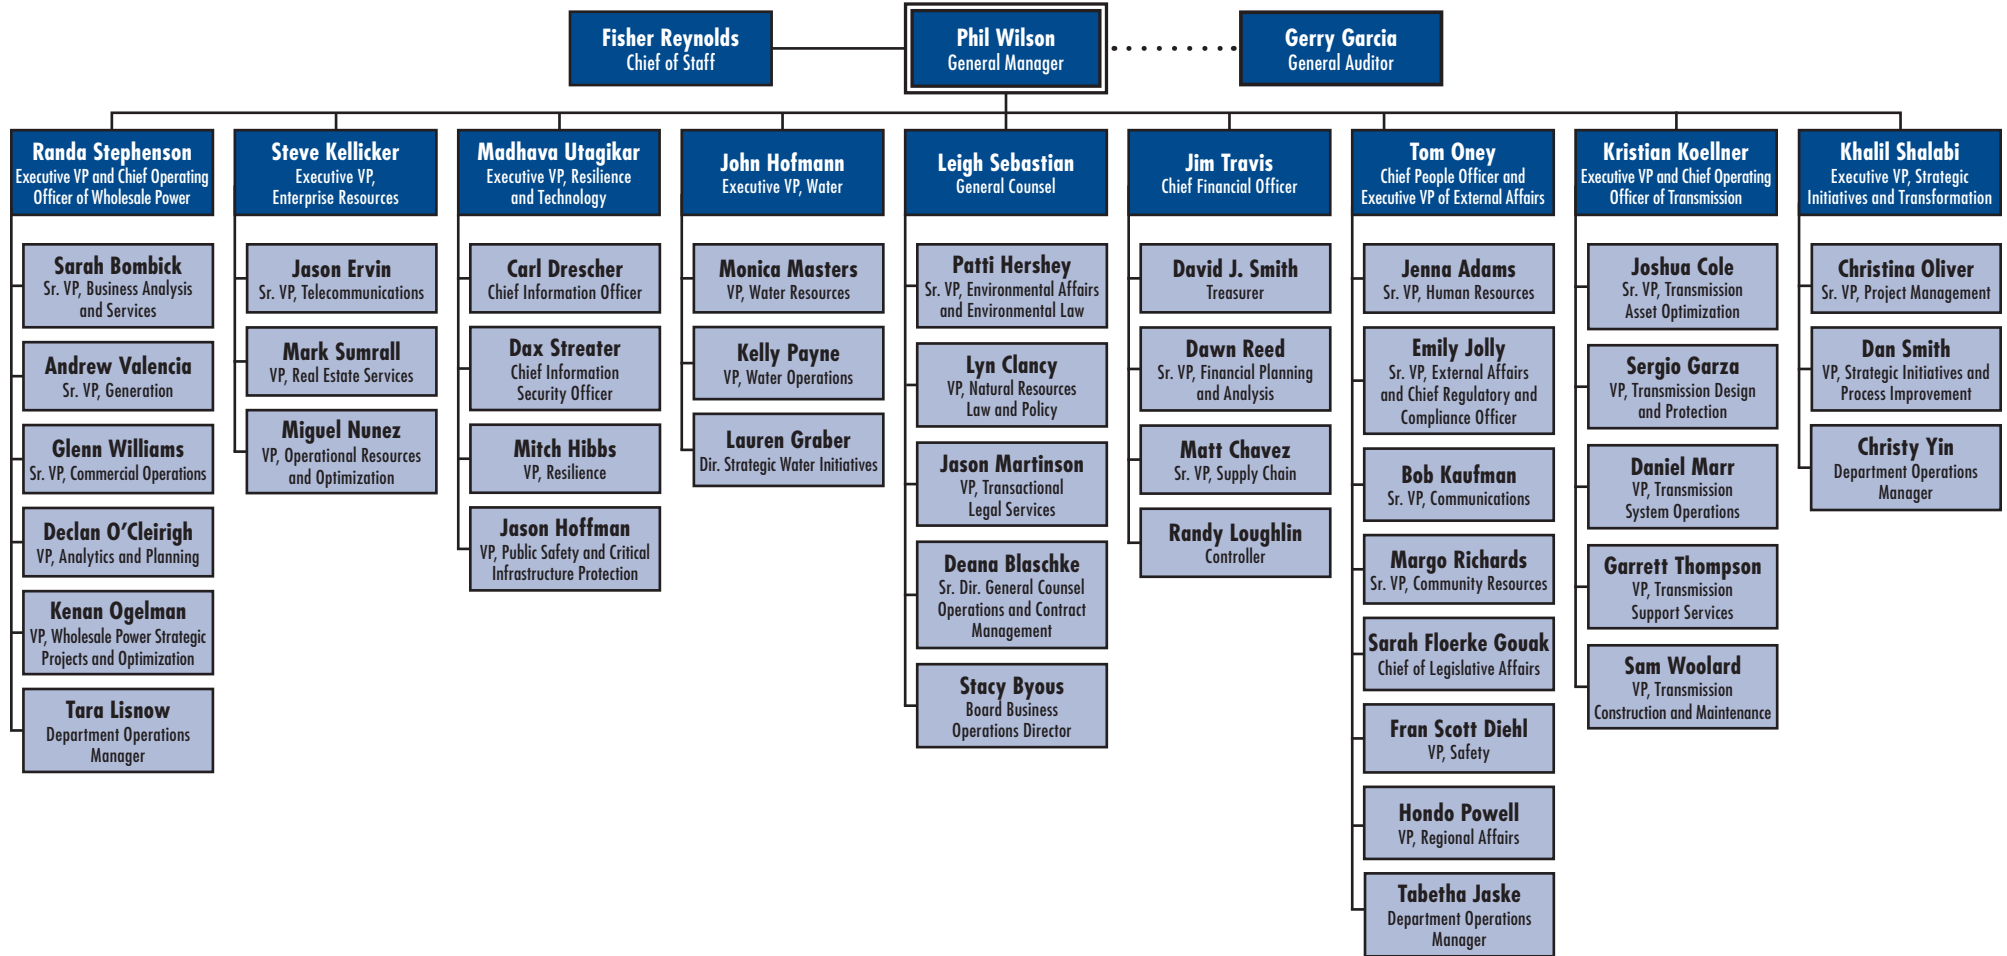 Fisher Reynolds
Chief of Staff
Phil Wilson
General Manager
Gerry Garcia
General Auditor
Randa Stephenson
Executive VP and Chief Operating
Officer of Wholesale Power
Sarah Bombick
Sr. VP, Business Analysis
and Services
Andrew Valencia
Sr. VP, Generation
Glenn Williams
Sr. VP, Commercial Operations
Declan O’Cleirigh
VP, Analytics and Planning
Kenan Ogelman
VP, Wholesale Power Strategic
Projects and Optimization
Tara Lisnow
Department Operations
Manager
Steve Kellicker
Executive VP,
Enterprise Resources
Jason Ervin
Sr. VP, Telecommunications
Mark Sumrall
VP, Real Estate Services
Miguel Nunez
VP, Operational Resources
and Optimization
Madhava Utagikar
Executive VP, Resilience
and Technology
Carl Drescher
Chief Information Officer
Dax Streater
Chief Information
Security Officer
Mitch Hibbs
VP, Resilience
Jason Hoffman
VP, Public Safety and Critical
Infrastructure Protection
John Hofmann
Executive VP, Water
Monica Masters
VP, Water Resources
Kelly Payne
VP, Water Operations
Lauren Graber
Dir. Strategic Water Initiatives
Leigh Sebastian
General Counsel
Patti Hershey
Sr. VP, Environmental Affairs
and Environmental Law
Lyn Clancy
VP, Natural Resources
Law and Policy
Jason Martinson
VP, Transactional
Legal Services
Deana Blaschke
Sr. Dir. General Counsel
Operations and Contract
Management
Stacy Byous
Board Business
Operations Director
Jim Travis
Chief Financial Officer
David J. Smith
Treasurer
Dawn Reed
Sr. VP, Financial Planning
and Analysis
Matt Chavez
Sr. VP, Supply Chain
Randy Loughlin
Controller
Tom Oney
Chief People Officer and
Executive VP of External Affairs
Jenna Adams
Sr. VP, Human Resources
Emily Jolly
Sr. VP, External Affairs
and Chief Regulatory and
Compliance Officer
Bob Kaufman
Sr. VP, Communications
Margo Richards
Sr. VP, Community Resources
Sarah Floerke Gouak
Chief of Legislative Affairs
Fran Scott Diehl
VP, Safety
Hondo Powell
VP, Regional Affairs
Tabetha Jaske
Department Operations
Manager
Kristian Koellner
Executive VP and Chief Operating
Officer of Transmission
Joshua Cole
Sr. VP, Transmission
Asset Optimization
Sergio Garza
VP, Transmission Design
and Protection
Daniel Marr
VP, Transmission
System Operations
Garrett Thompson
VP, Transmission
Support Services
Sam Woolard
VP, Transmission
Construction and Maintenance
Khalil Shalabi
Executive VP, Strategic
Initiatives and Transformation
Christina Oliver
Sr. VP, Project Management
Dan Smith
VP, Strategic Initiatives and
Process Improvement
Christy Yin
Department Operations
Manager